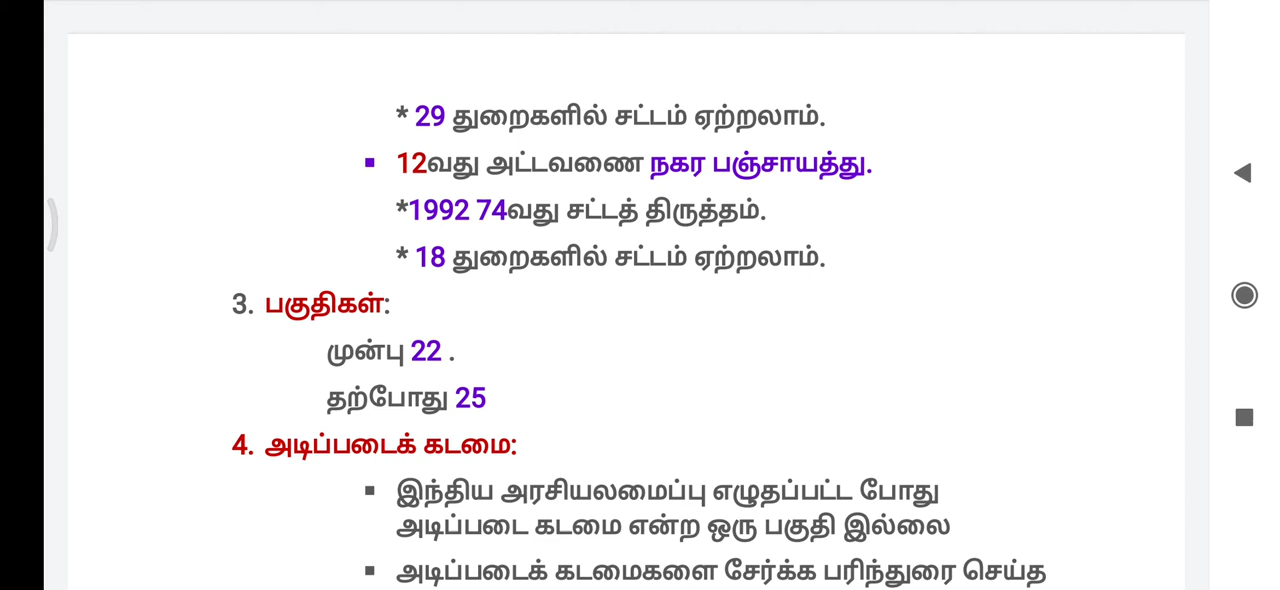 * 29 துறைகளில் சட்டம் ஏற்றலாம்.
▪ 12வது அட்டவணை நகர பஞ்சாயத்து.
*1992 74வது சட்டத் திருத்தம்.
* 18 துறைகளில் சட்டம் ஏற்றலாம்.
3. பகுதிகள்:
முன்பு 22 .
தற்போது 25
4. அடிப்படைக் கடமை:
▪ இந்திய அரசியலமைப்பு எழுதப்பட்ட போது
அடிப்படை கடமை என்ற ஒரு பகுதி இல்லை
▪ அடிப்படைக் கடமைகளை சேர்க்க பரிந்துரை செய்த